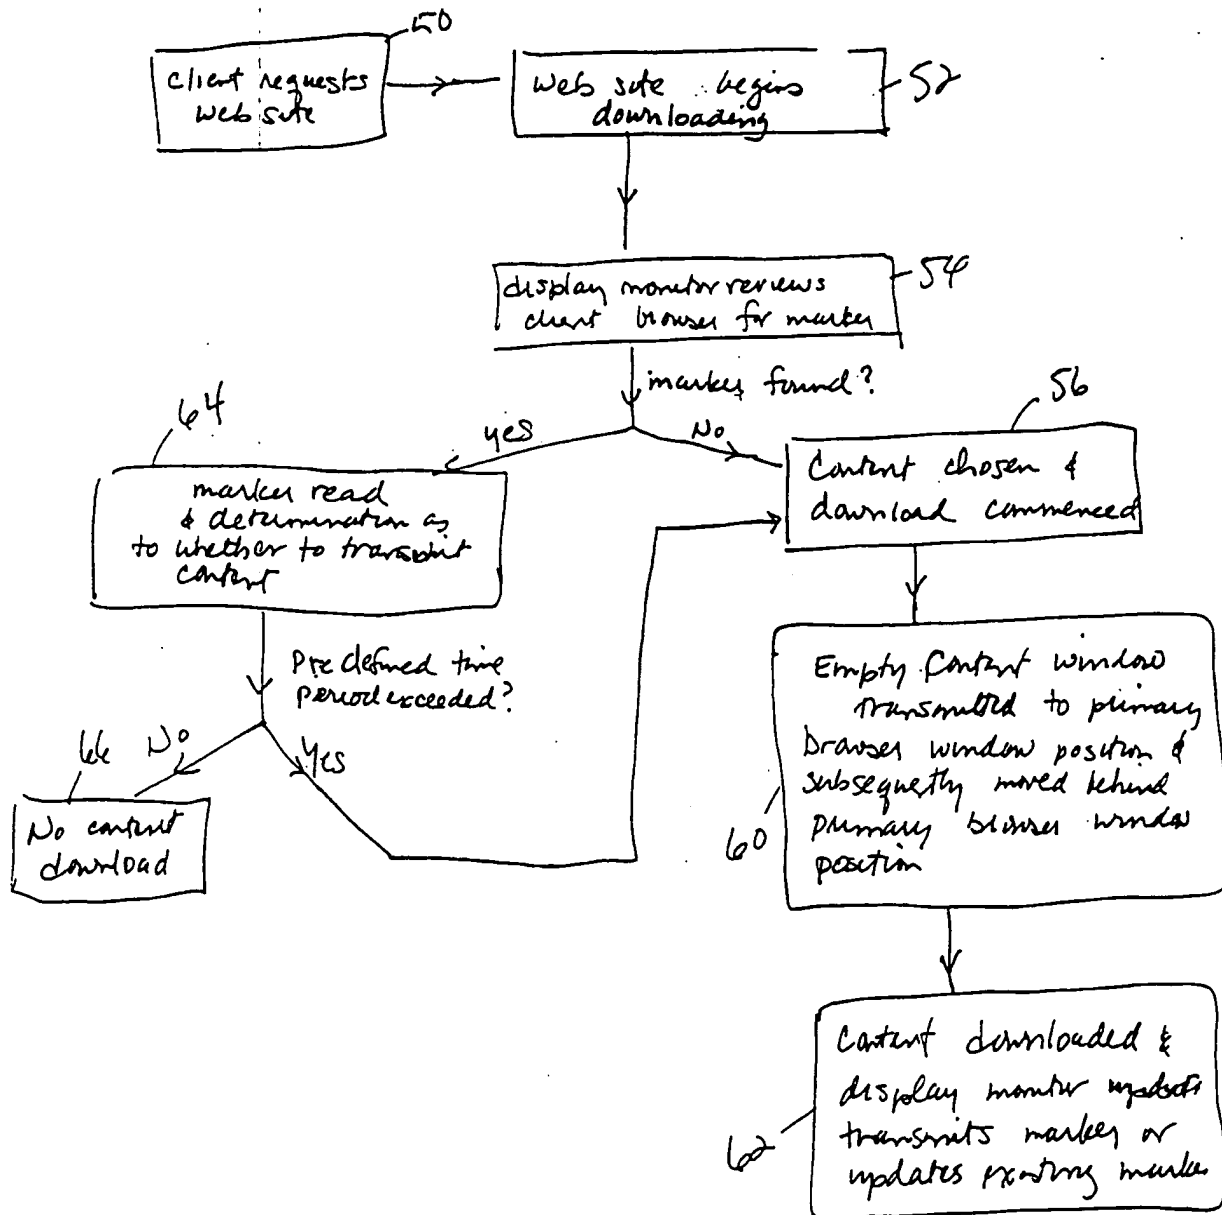 50
client requests
web site
web site begins
downloading
52
display monitor reviews
client browser for marker
54
marker found?
yes
No
64
marker read
& determination as
to whether to transmit
content
56
Content chosen &
download commenced
Pre defined time
period exceeded?
No
Yes
66
No content
download
Empty Content window
transmitted to primary
browser window position &
subsequently moved behind
primary browser window
position
60
Content downloaded &
display monitor
transmits marker or
updates existing marker
62